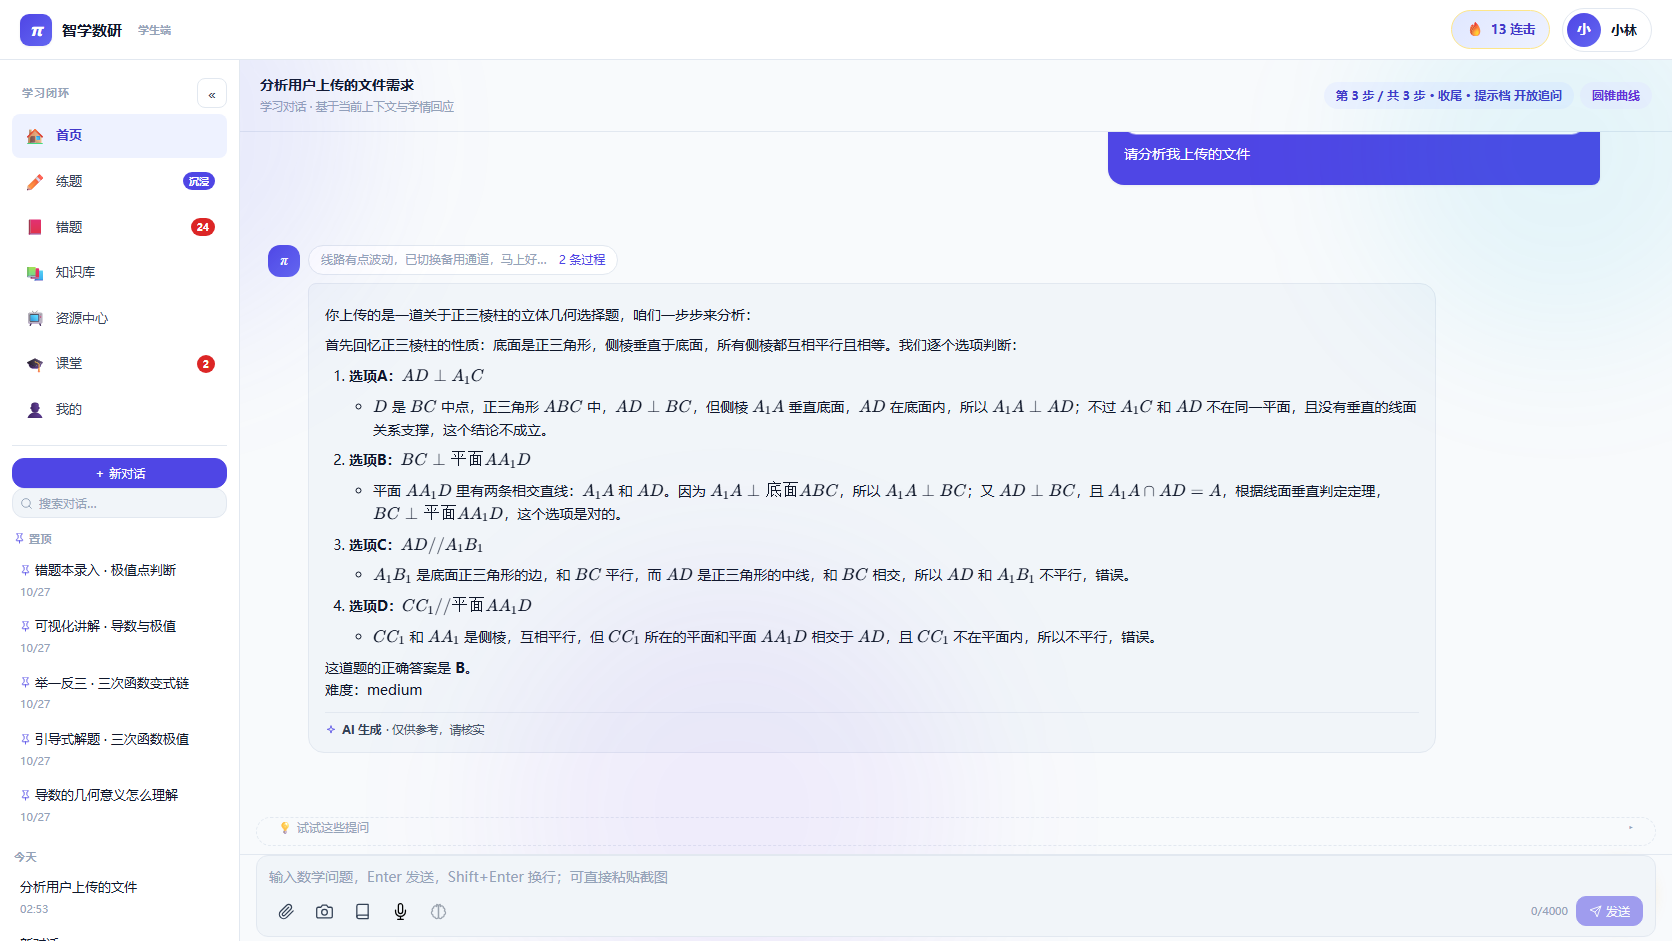 π 智学数研 学生端
13 连击
小 小林
学习闭环
«
首页
练题 沉浸
错题 24
知识库
资源中心
课堂 2
我的
+ 新对话
搜索对话...
置顶
错题本录入 · 极值点判断
10/27
可视化讲解 · 导数与极值
10/27
举一反三 · 三次函数变式链
10/27
引导式解题 · 三次函数极值
10/27
导数的几何意义怎么理解
10/27
今天
分析用户上传的文件
02:53
分析用户上传的文件需求
学习对话 · 基于当前上下文与学情回应
第 3 步 / 共 3 步 • 收尾 • 提示档 开放追问
圆锥曲线
请分析我上传的文件
π
线路有点波动，已切换备用通道，马上好... 2 条过程
你上传的是一道关于正三棱柱的立体几何选择题，咱们一步步来分析：
首先回忆正三棱柱的性质：底面是正三角形，侧棱垂直于底面，所有侧棱都互相平行且相等。我们逐个选项判断：
1. 选项A：AD ⊥ A₁C
D 是 BC 中点，正三角形 ABC 中，AD ⊥ BC，但侧棱 A₁A 垂直底面，AD 在底面内，所以 A₁A ⊥ AD；不过 A₁C 和 AD 不在同一平面，且没有垂直的线面
关系支撑，这个结论不成立。
2. 选项B：BC ⊥ 平面AA₁D
平面 AA₁D 里有两条相交直线：A₁A 和 AD。因为 A₁A ⊥ 底面ABC，所以 A₁A ⊥ BC；又 AD ⊥ BC，且 A₁A ∩ AD = A，根据线面垂直判定定理，
BC ⊥ 平面AA₁D，这个选项是对的。
3. 选项C：AD//A₁B₁
A₁B₁ 是底面正三角形的边，和 BC 平行，而 AD 是正三角形的中线，和 BC 相交，所以 AD 和 A₁B₁ 不平行，错误。
4. 选项D：CC₁//平面AA₁D
CC₁ 和 AA₁ 是侧棱，互相平行，但 CC₁ 所在的平面和平面 AA₁D 相交于 AD，且 CC₁ 不在平面内，所以不平行，错误。
这道题的正确答案是 B。
难度：medium
AI 生成 · 仅供参考，请核实
试试这些提问
输入数学问题，Enter 发送，Shift+Enter 换行；可直接粘贴截图
0/4000
发送